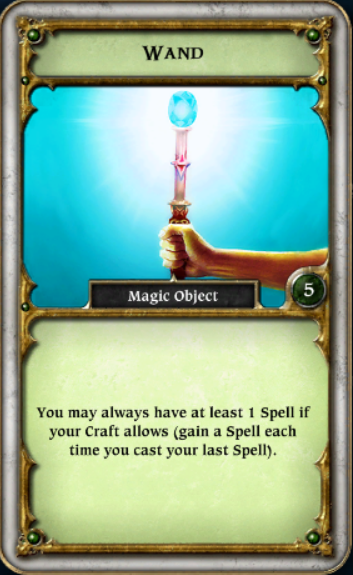 Wand
Magic Object
5
You may always have at least 1 Spell if
your Craft allows (gain a Spell each
time you cast your last Spell).